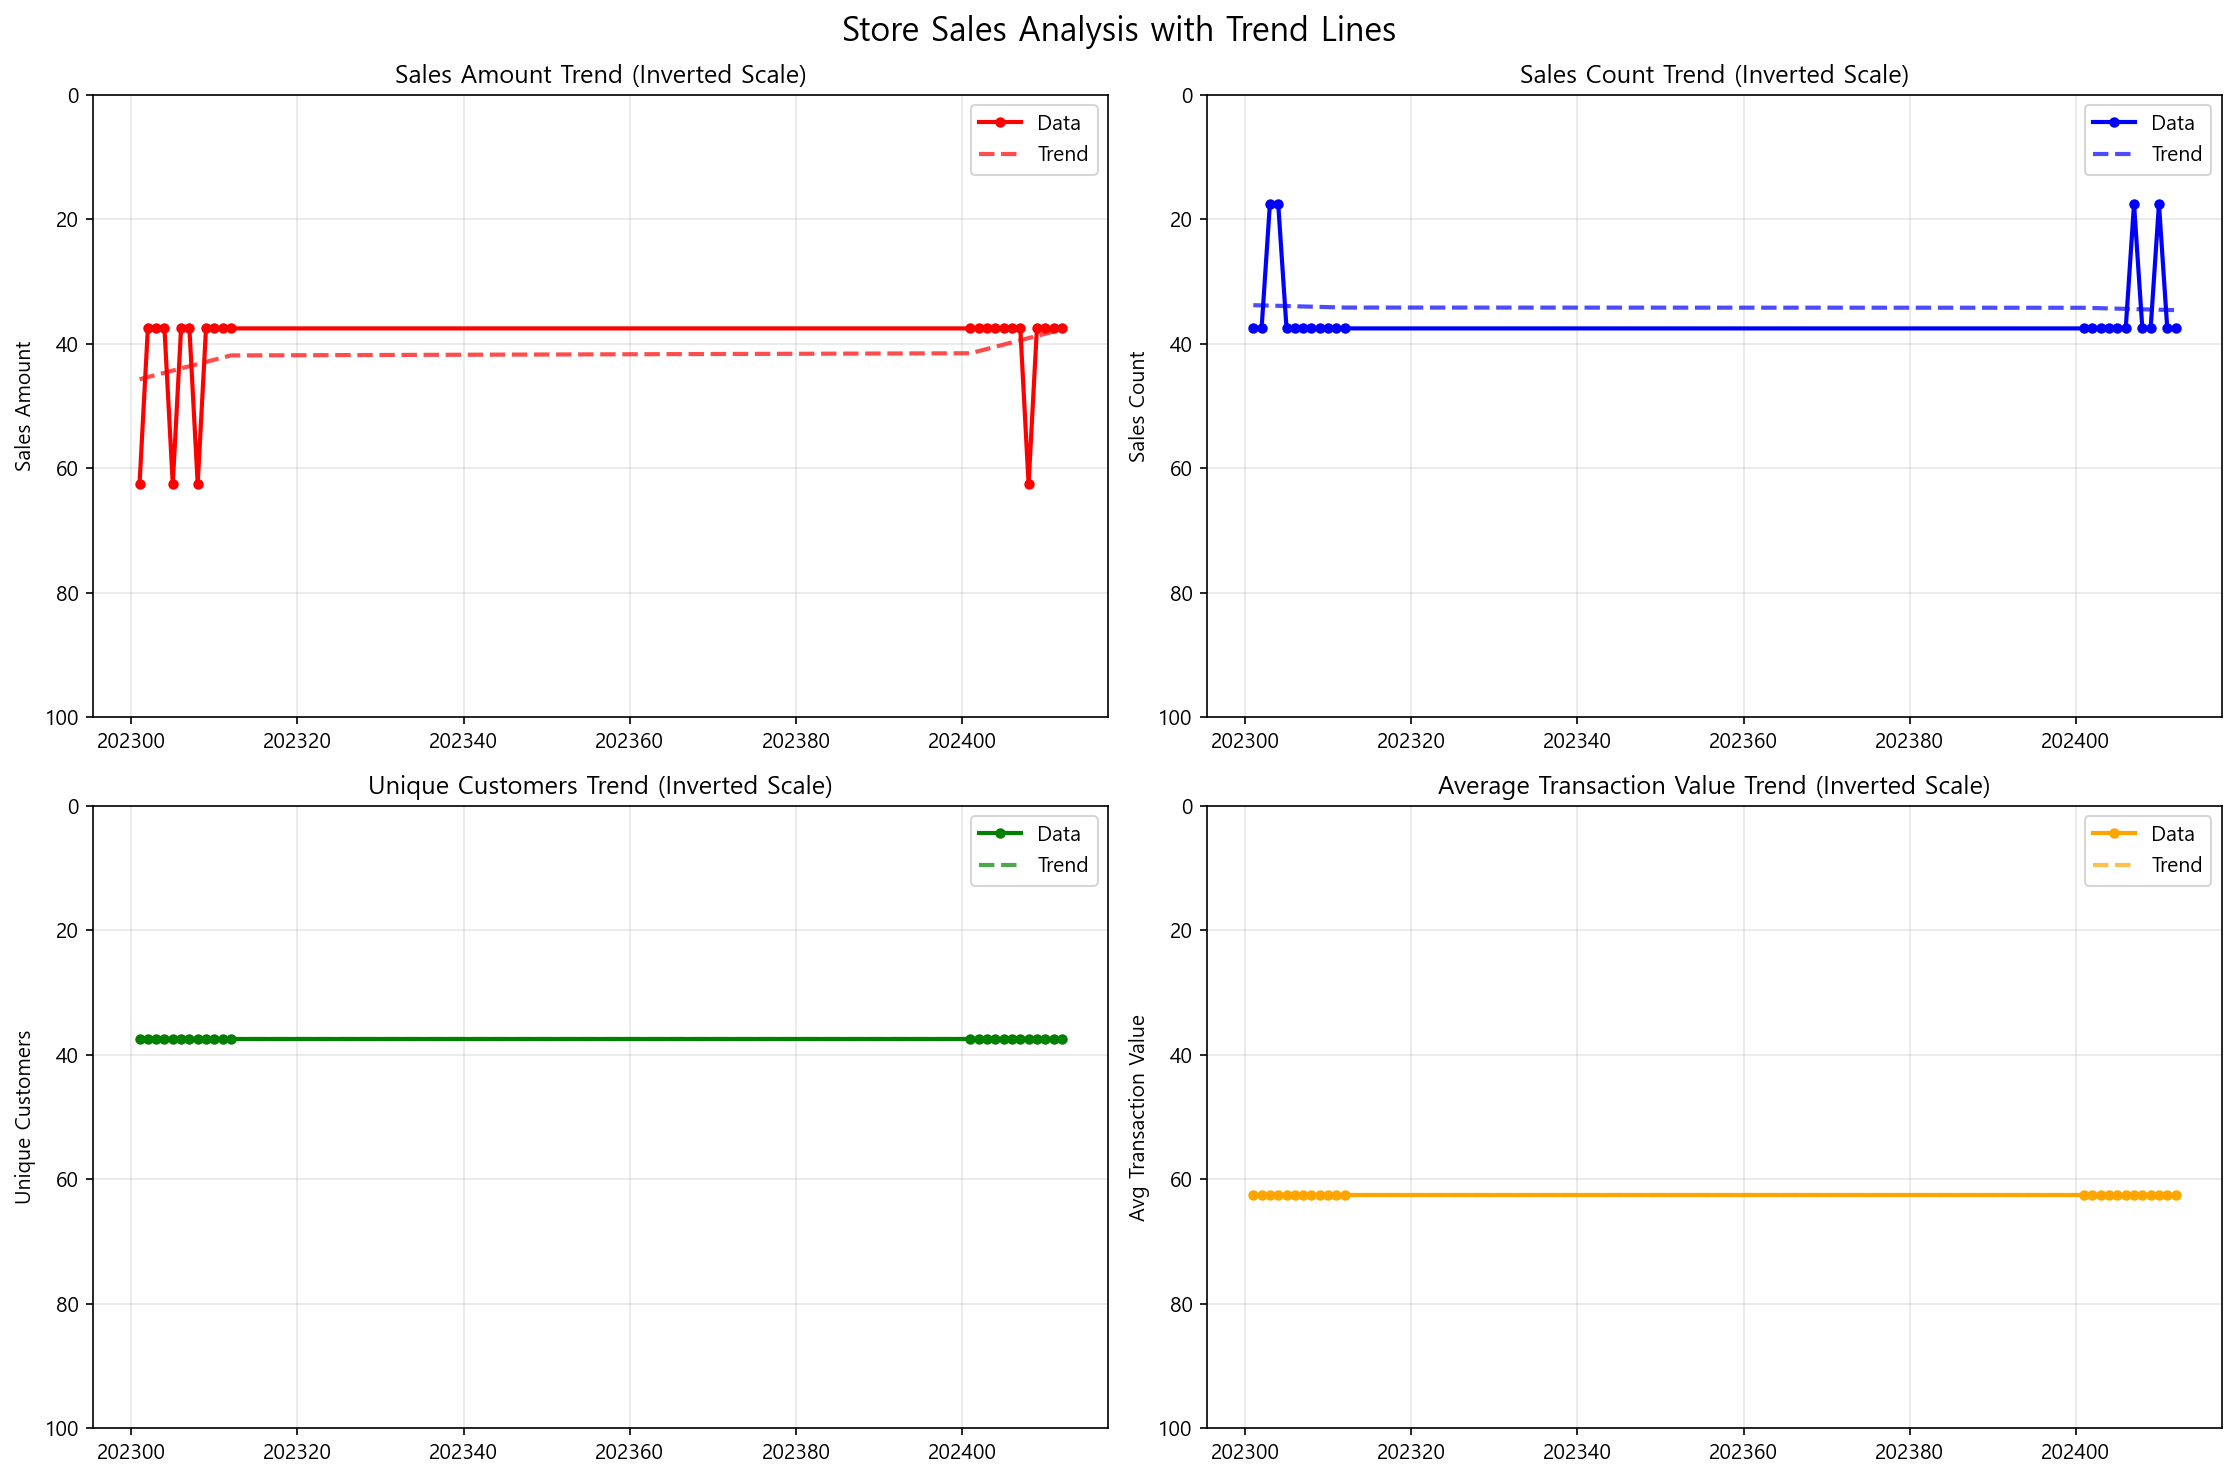 Store Sales Analysis with Trend Lines
Sales Amount Trend (Inverted Scale)
Data
Trend
Sales Amount
0
20
40
60
80
100
202300 202320 202340 202360 202380 202400
Sales Count Trend (Inverted Scale)
Data
Trend
Sales Count
0
20
40
60
80
100
202300 202320 202340 202360 202380 202400
Unique Customers Trend (Inverted Scale)
Data
Trend
Unique Customers
0
20
40
60
80
100
202300 202320 202340 202360 202380 202400
Average Transaction Value Trend (Inverted Scale)
Data
Trend
Avg Transaction Value
0
20
40
60
80
100
202300 202320 202340 202360 202380 202400